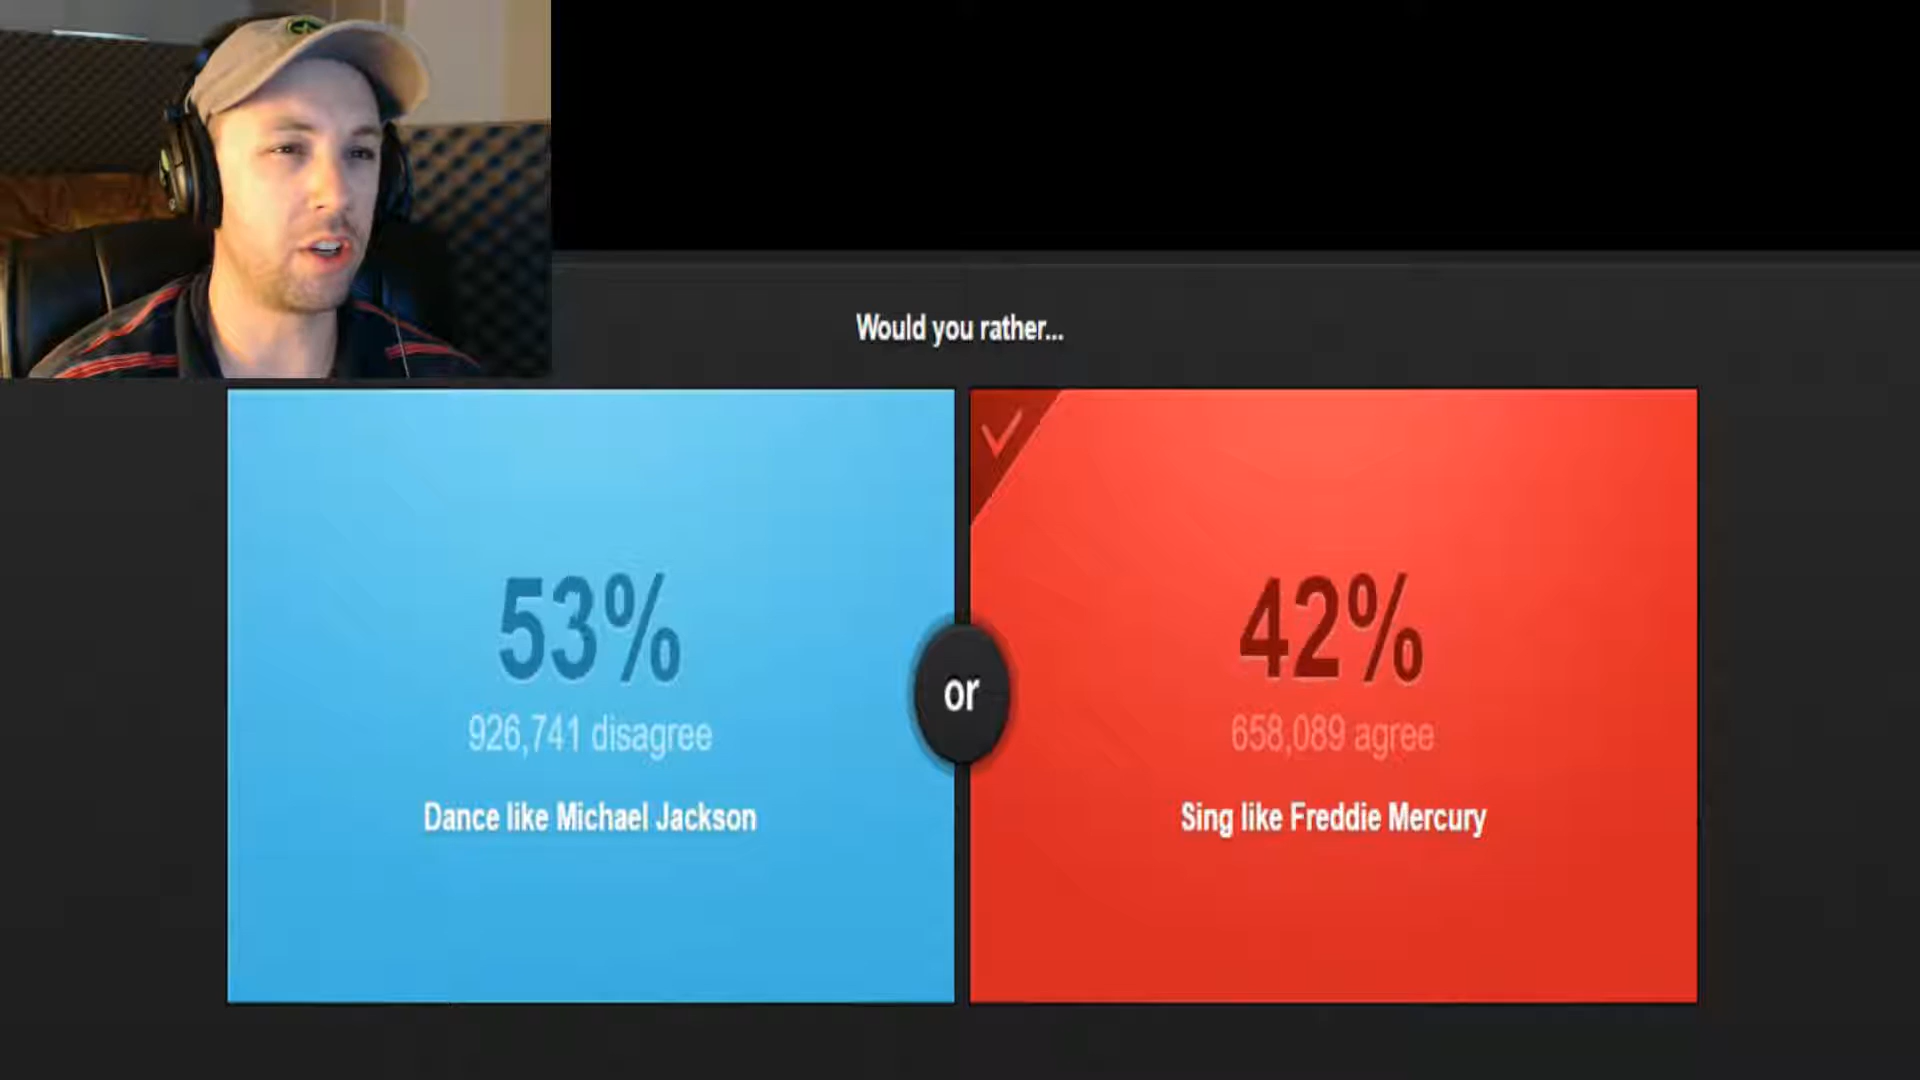 Would you rather...
53%
926,741 disagree
Dance like Michael Jackson
or
42%
658,089 agree
Sing like Freddie Mercury